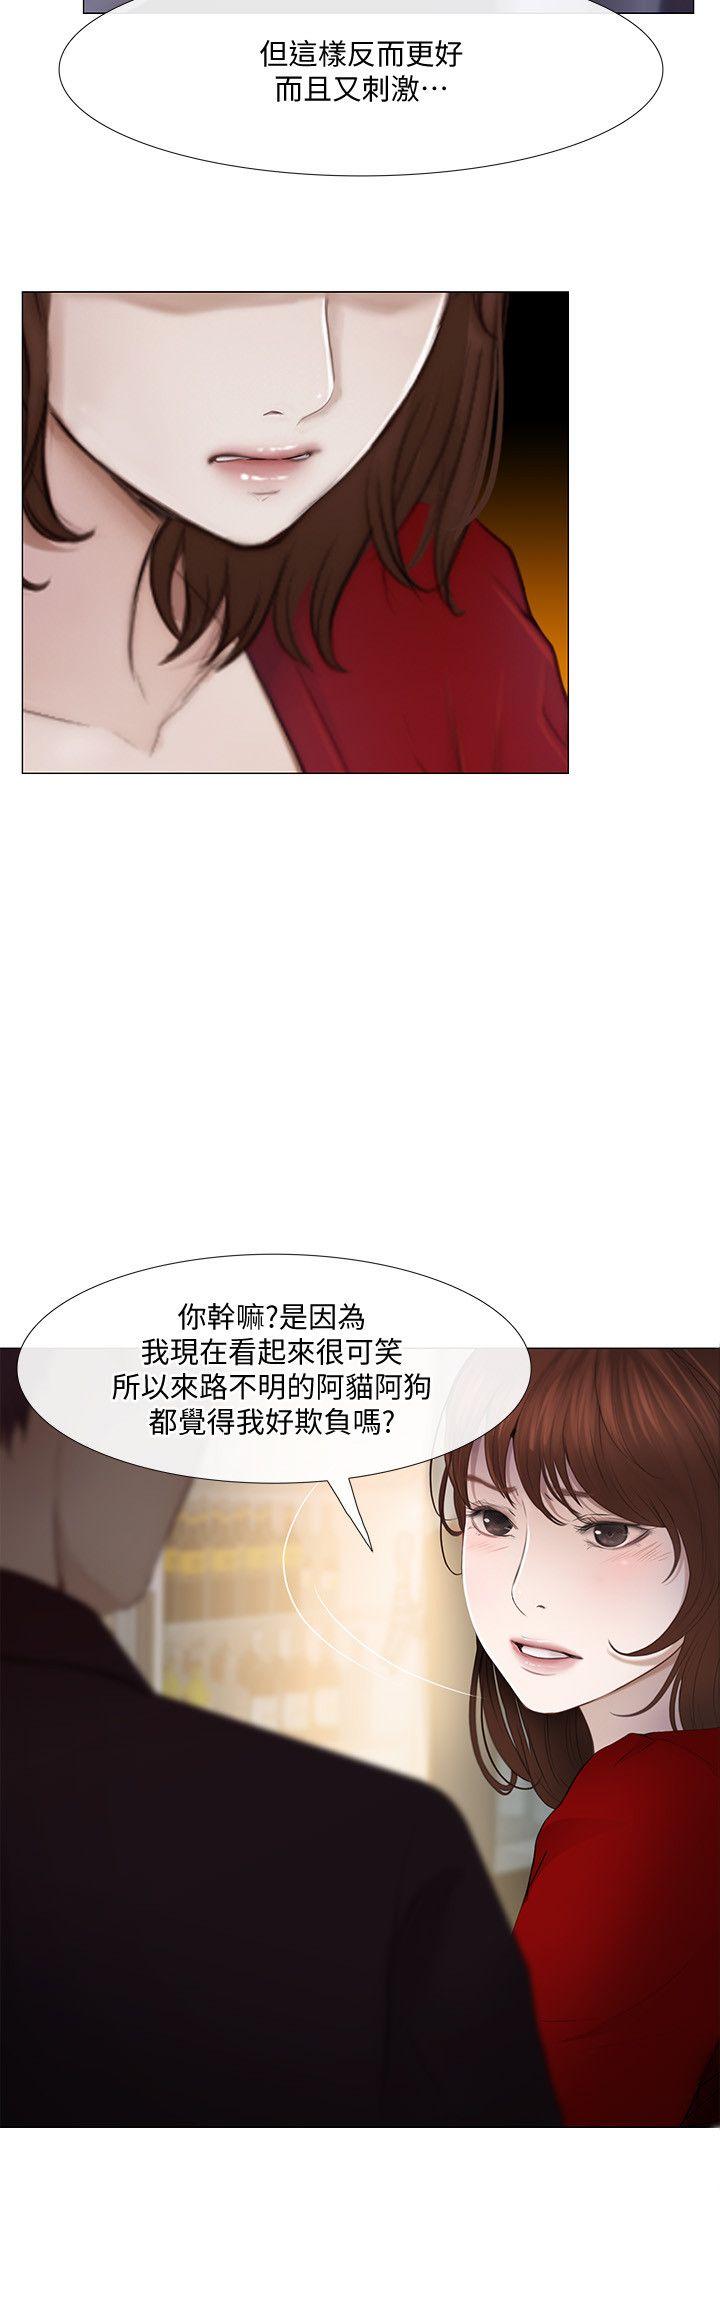 但這樣反而更好
而且又刺激…
你幹嘛?是因為
我現在看起來很可笑
所以來路不明的阿貓阿狗
都覺得我好欺負嗎?